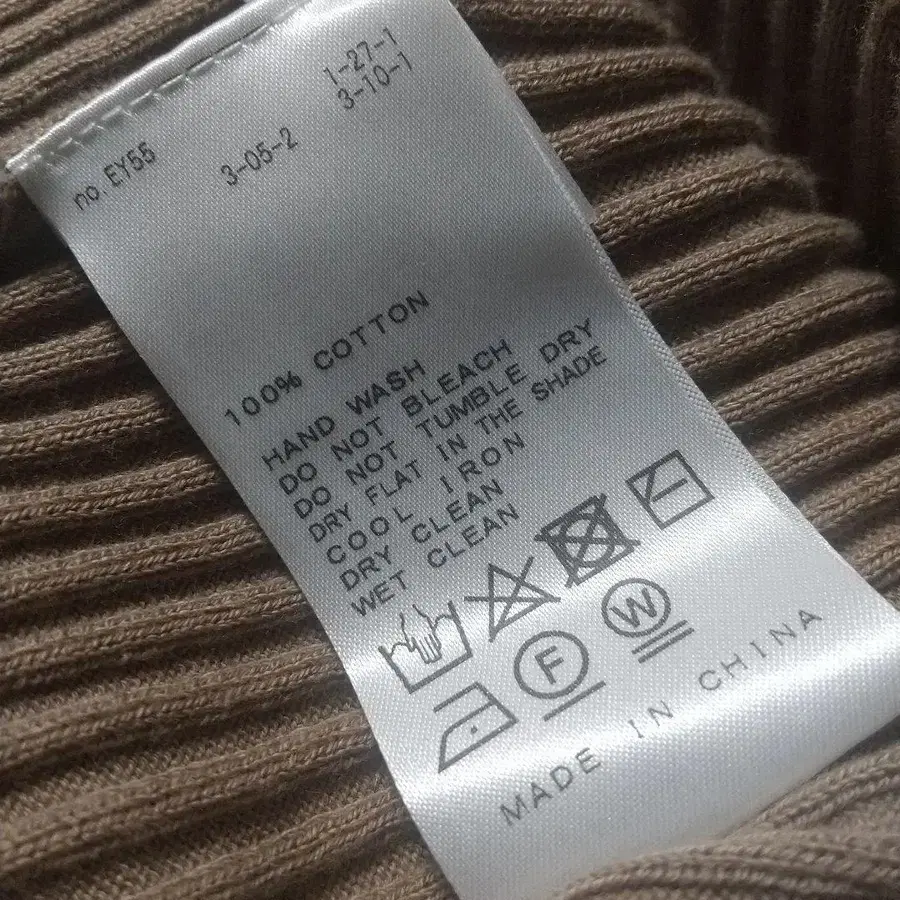 no. EY55
3-05-2
1-27-1
3-10-1
100% COTTON
HAND WASH
DO NOT BLEACH
DO NOT TUMBLE DRY
DRY FLAT IN THE SHADE
COOL IRON
DRY CLEAN
WET CLEAN
F
W
MADE IN CHINA